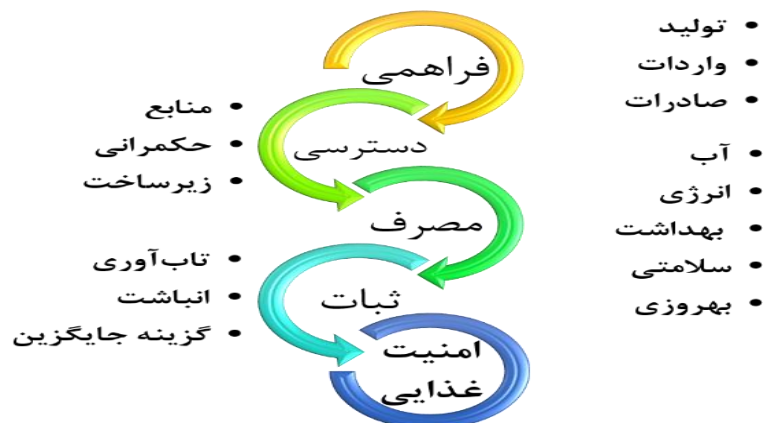 فراهمی
تولید
واردات
صادرات
دسترسی
منابع
حکمرانی
زیرساخت
مصرف
آب
انرژی
بهداشت
سلامتی
بهروزی
ثبات
تاب‌آوری
انباشت
گزینه جایگزین
امنیت
غذایی